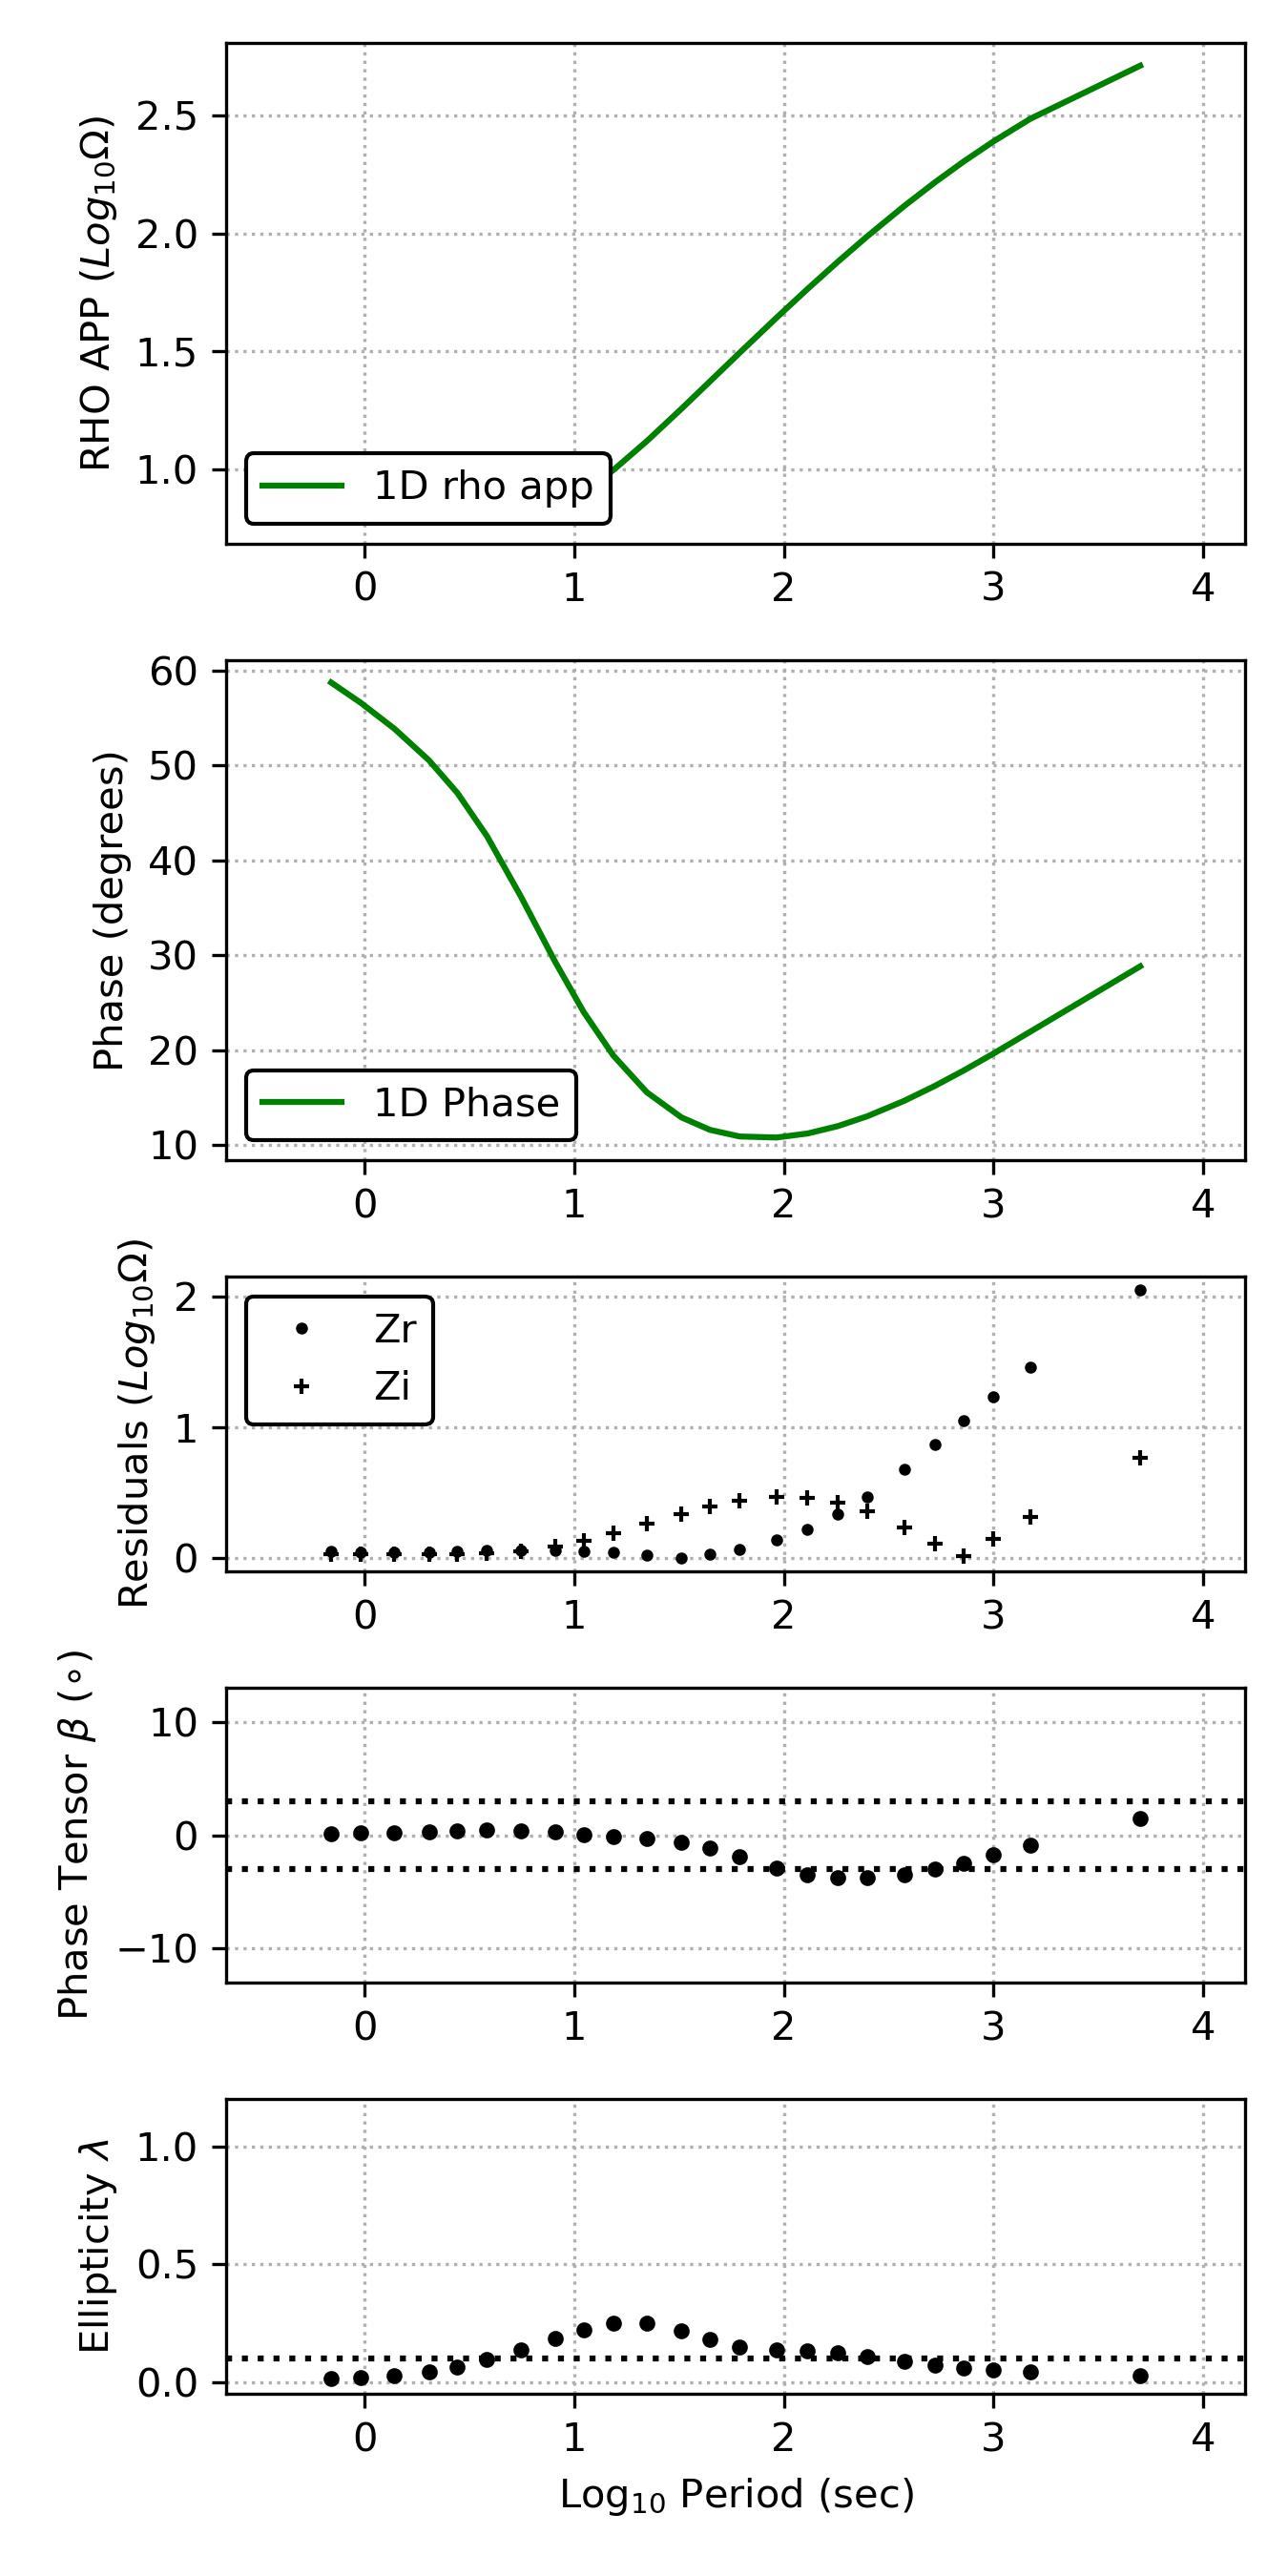 RHO APP (Log₁₀Ω)
2.5
2.0
1.5
1.0
1D rho app
0 1 2 3 4
Phase (degrees)
60
50
40
30
20
10
1D Phase
0 1 2 3 4
Residuals (Log₁₀Ω)
2
1
0
Zr
Zi
0 1 2 3 4
Phase Tensor β (∘)
10
0
−10
0 1 2 3 4
Ellipticity λ
1.0
0.5
0.0
0 1 2 3 4
Log₁₀ Period (sec)